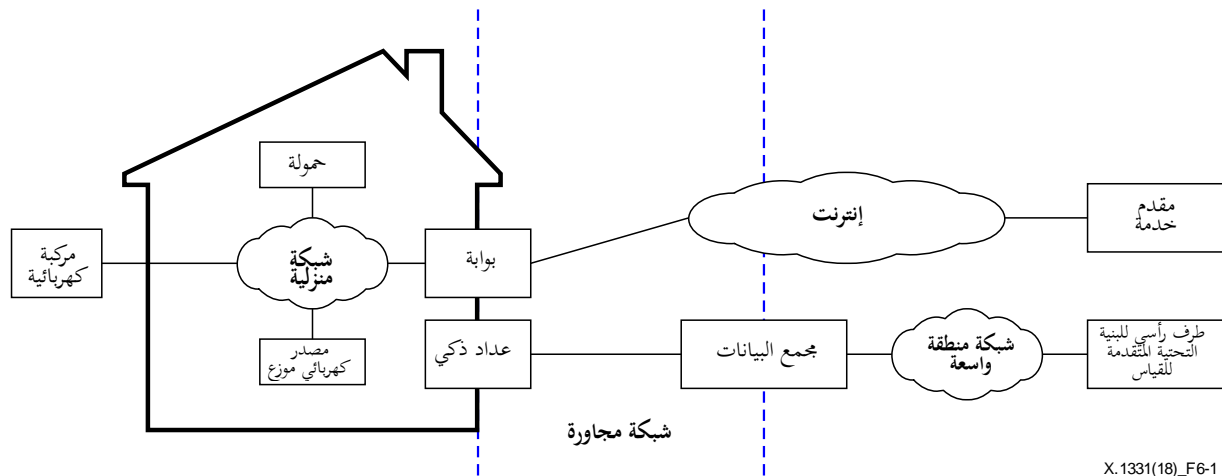 حمولة
مركبة
كهربائية
شبكة
منزلية
بوابة
إنترنت
مقدم
خدمة
مصدر
كهربائي موزع
عداد ذكي
مجمع البيانات
شبكة منطقة
واسعة
طرف رأسي للبنية
التحتية المتقدمة
للقياس
شبكة مجاورة
X.1331(18)_F6-1